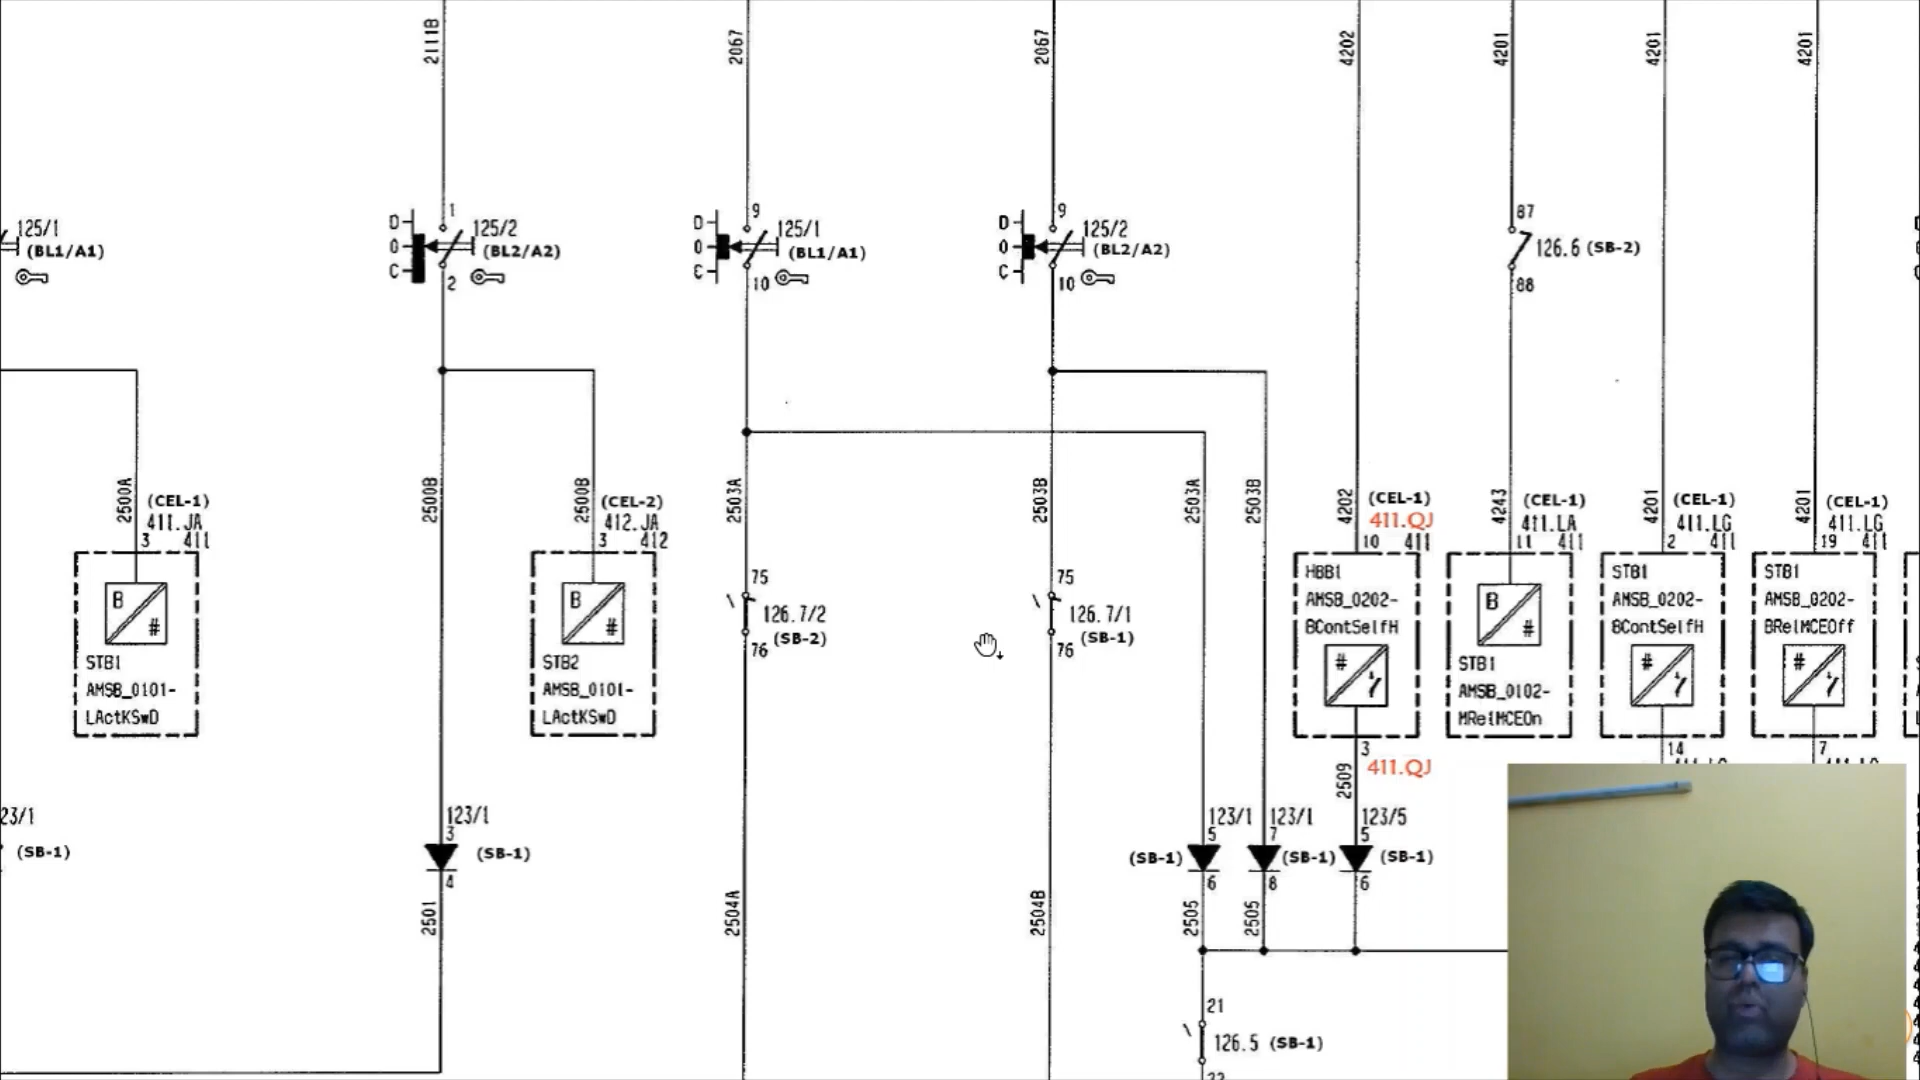 2111B
2067
2067
4202
4201
4201
4201
125/1
(BL1/A1)
D
0
C
1
2
125/2
(BL2/A2)
D
0
C
9
10
125/1
(BL1/A1)
D
0
C
9
10
125/2
(BL2/A2)
87
88
126.6 (SB-2)
2500A
(CEL-1)
411.JA
3
411
B
#
STB1
AMSB_0101-
LActKSwD
2500B
2500B
(CEL-2)
412.JA
3
412
B
#
STB2
AMSB_0101-
LActKSwD
2503A
75
126.7/2
(SB-2)
76
2503B
75
126.7/1
(SB-1)
76
2503A
2503B
4202
(CEL-1)
411.QJ
10
411
HBB1
AMSB_0202-
BContSelfH
#
3
411.QJ
2509
4243
(CEL-1)
411.LA
11
411
B
#
STB1
AMSB_0102-
MRelMCEOn
4201
(CEL-1)
411.LG
2
411
STB1
AMSB_0202-
BContSelfH
#
14
4201
(CEL-1)
411.LG
19
411
STB1
AMSB_0202-
BRelMCEOff
#
7
23/1
(SB-1)
123/1
3
(SB-1)
4
2501
2504A
2504B
123/1
5
(SB-1)
6
2505
123/1
7
(SB-1)
8
2505
123/5
5
(SB-1)
6
21
126.5 (SB-1)